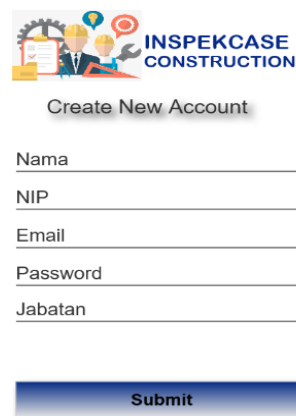 INSPEKCASE
CONSTRUCTION
Create New Account
Nama
NIP
Email
Password
Jabatan
Submit